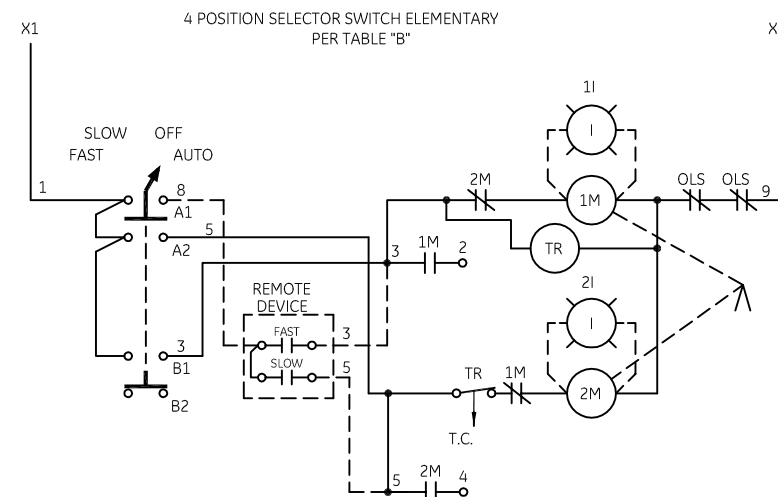 4 POSITION SELECTOR SWITCH ELEMENTARY
PER TABLE "B"
X1
X
1I
SLOW OFF
FAST AUTO
I
1
8
2M
1M
OLS OLS
9
A1
5
A2
3
1M
2
TR
REMOTE
DEVICE
2I
FAST
3
I
3
B1
SLOW
5
TR
1M
2M
B2
T.C.
5
2M
4